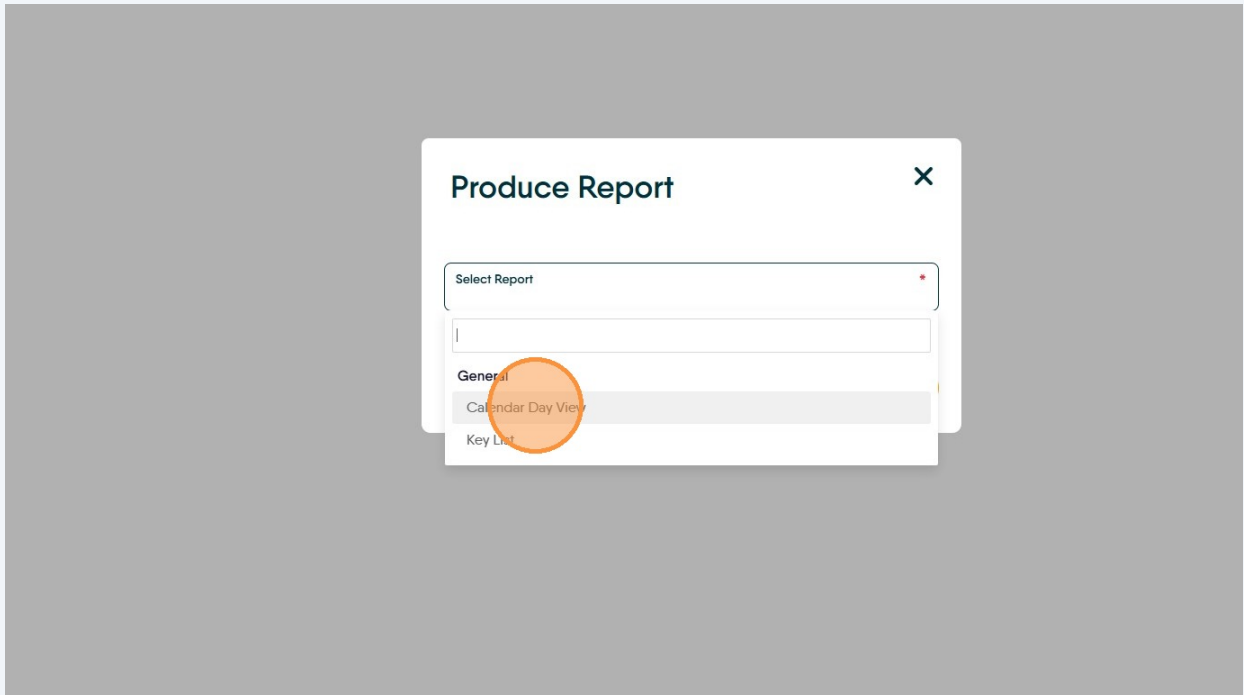 Produce Report
Select Report *
General
Calendar Day View
Key List